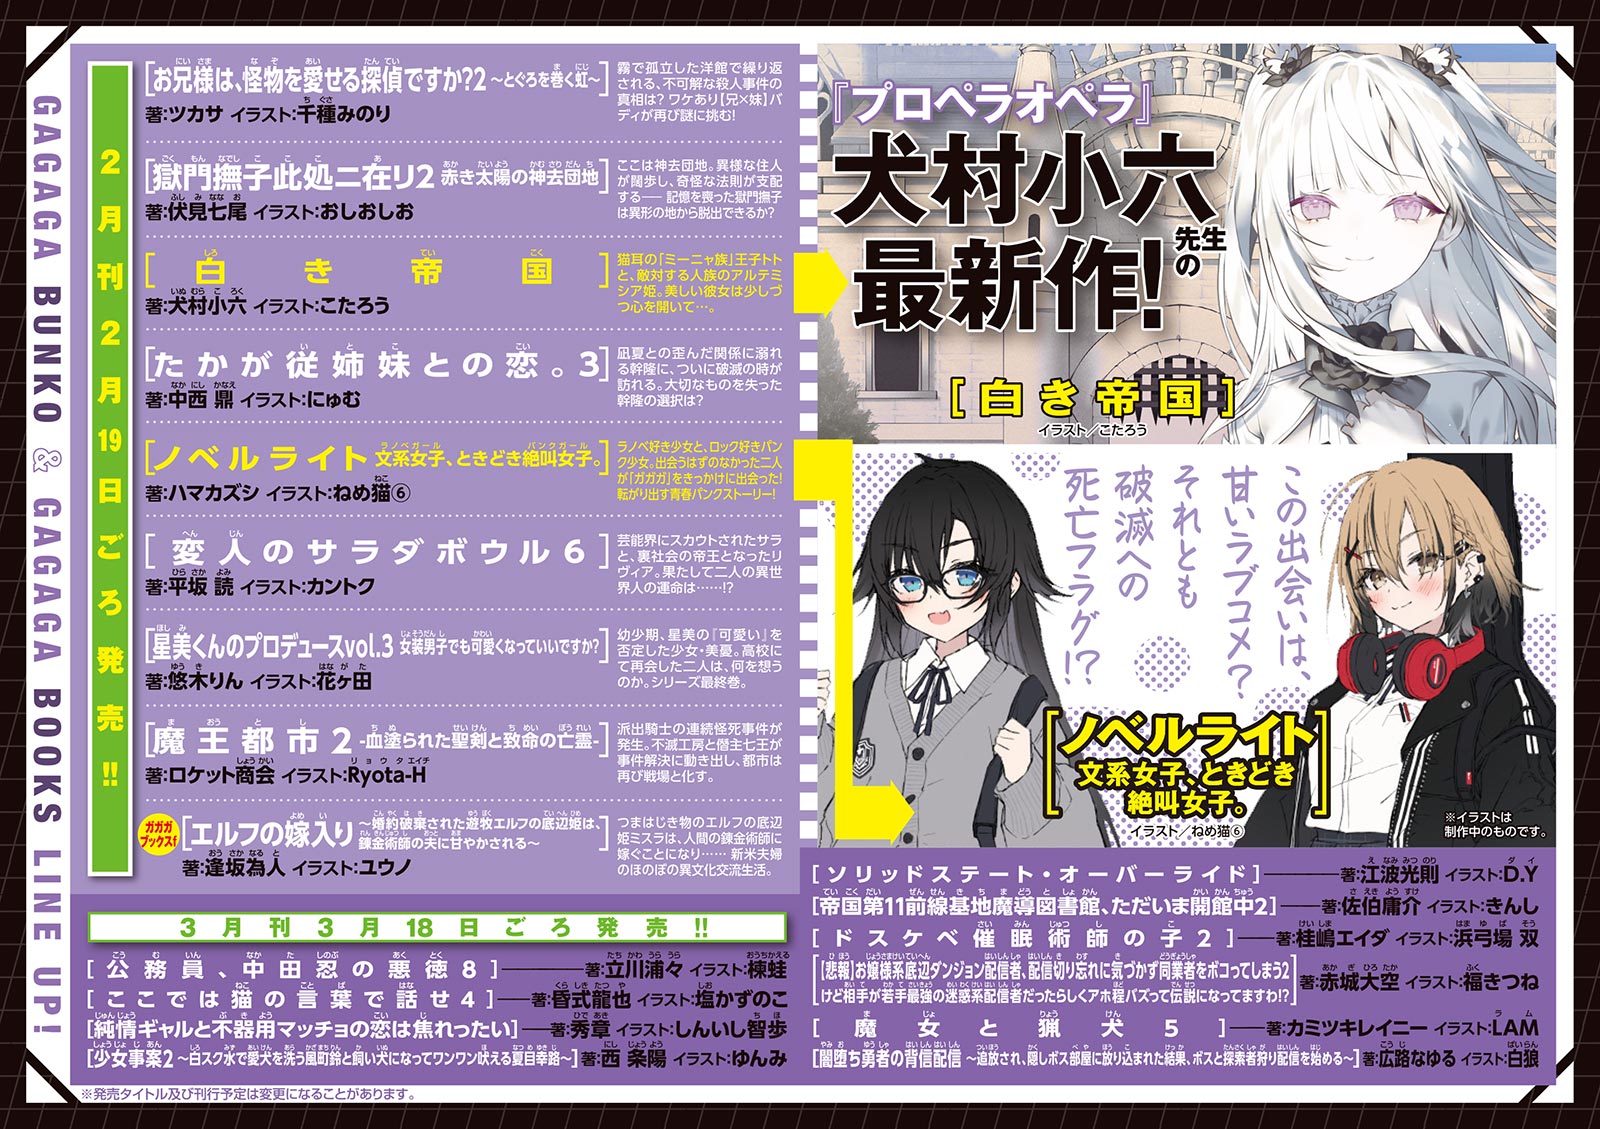 GAGAGA BUNKO & GAGAGA BOOKS LINE UP!
2月刊2月19日ごろ発売!!
[お兄様は、怪物を愛せる探偵ですか?2 ～とぐろを巻く虹～]
著:ツカサ イラスト:千種みのり
霧で孤立した洋館で繰り返
される、不可解な殺人事件の
真相は? ワケあり【兄×妹】バ
ディが再び謎に挑む!
[獄門撫子此処ニ在リ2 赤き太陽の神去団地]
著:伏見七尾 イラスト:おしおしお
ここは神去団地。異様な住人
が闊歩し、奇怪な法則が支配
する── 記憶を喪った獄門撫子
は異形の地から脱出できるか?
[白き帝国]
著:犬村小六 イラスト:こたろう
猫耳の「ミーニャ族」王子トト
と、敵対する人族のアルテミ
シア姫。美しい彼女は少しづ
つ心を開いて…。
[たかが従姉妹との恋。3]
著:中西 鼎 イラスト:にゅむ
凪夏との歪んだ関係に溺れ
る幹隆に、ついに破滅の時が
訪れる。大切なものを失った
幹隆の選択は?
[ノベルライト 文系女子、ときどき絶叫女子。]
ラノベガール パンクガール
著:ハマカズシ イラスト:ねめ猫⑥
ラノベ好き少女と、ロック好きパン
ク少女。出会うはずのなかった二人
が「ガガガ」をきっかけに出会った!
転がり出す青春パンクストーリー!
[変人のサラダボウル6]
著:平坂 読 イラスト:カントク
芸能界にスカウトされたサラ
と、裏社会の帝王となったリ
ヴィア。果たして二人の異世
界人の運命は……!?
[星美くんのプロデュースvol.3 女装男子でも可愛くなっていいですか?]
著:悠木りん イラスト:花ヶ田
幼少期、星美の『可愛い』を
否定した少女・美憂。高校に
て再会した二人は、何を想う
のか。シリーズ最終巻。
[魔王都市2 -血塗られた聖剣と致命の亡霊-]
著:ロケット商会 イラスト:Ryota-H
派出騎士の連続怪死事件が
発生。不滅工房と僭主七王が
事件解決に動き出し、都市は
再び戦場と化す。
ガガガ
ブックスf
[エルフの嫁入り ～婚約破棄された遊牧エルフの底辺姫は、
錬金術師の夫に甘やかされる～]
著:逢坂為人 イラスト:ユウノ
つまはじき物のエルフの底辺
姫ミスラは、人間の錬金術師に
嫁ぐことになり…… 新米夫婦
のほのぼの異文化交流生活。
3月刊3月18日ごろ発売!!
[公務員、中田忍の悪徳8]──著:立川浦々 イラスト:棟蛙
[ここでは猫の言葉で話せ4]──著:昏式龍也 イラスト:塩かずのこ
[純情ギャルと不器用マッチョの恋は焦れったい]──著:秀章 イラスト:しんいし智歩
[少女事案2 ～白スク水で愛犬を洗う風町鈴と飼い犬になってワンワン吠える夏目幸路～]著:西 条陽 イラスト:ゆんみ
『プロペラオペラ』
犬村小六
先生の
最新作!
[白き帝国]
イラスト/こたろう
この出会いは、
甘いラブコメ?
それとも
破滅への
死亡フラグ!?
[ノベルライト
文系女子、ときどき
絶叫女子。]
イラスト/ねめ猫⑥
※イラストは
制作中のものです。
[ソリッドステート・オーバーライド]──著:江波光則 イラスト:D.Y
[帝国第11前線基地魔導図書館、ただいま開館中2]──著:佐伯庸介 イラスト:きんし
[ドスケベ催眠術師の子2]──著:桂嶋エイダ イラスト:浜弓場 双
[【悲報】お嬢様系底辺ダンジョン配信者、配信切り忘れに気づかず同業者をボコってしまう2
けど相手が若手最強の迷惑系配信者だったらしくアホ程バズって伝説になってますわ!?]著:赤城大空 イラスト:福きつね
[魔女と猟犬5]──著:カミツキレイニー イラスト:LAM
[闇堕ち勇者の背信配信 ～追放され、隠しボス部屋に放り込まれた結果、ボスと探索者狩り配信を始める～]著:広路なゆる イラスト:白狼
※発売タイトル及び刊行予定は変更になることがあります。